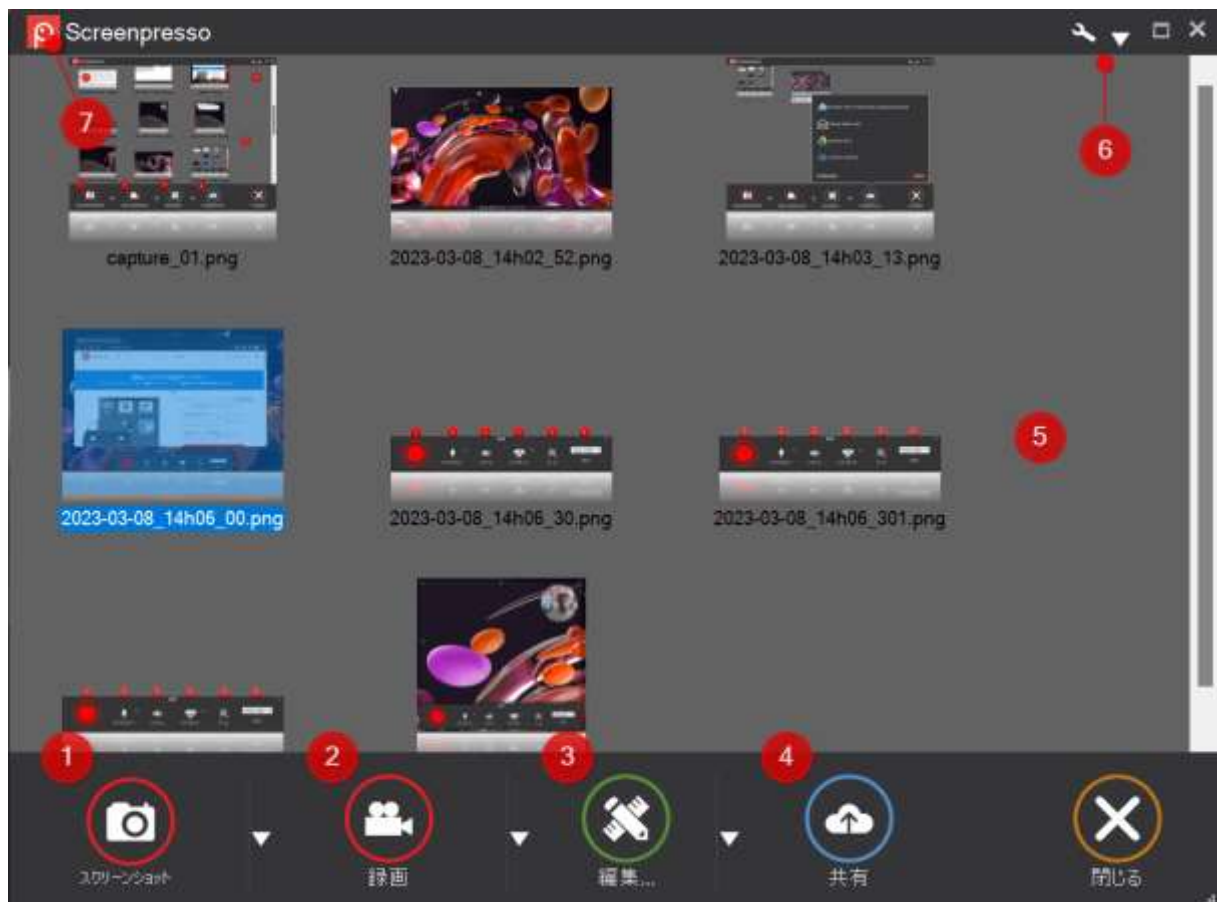 Screenpresso
7
6
capture_01.png
2023-03-08_14h02_52.png
2023-03-08_14h03_13.png
5
2023-03-08_14h06_00.png
2023-03-08_14h06_30.png
2023-03-08_14h06_301.png
1
2
3
4
スクリーンショット
録画
編集...
共有
閉じる